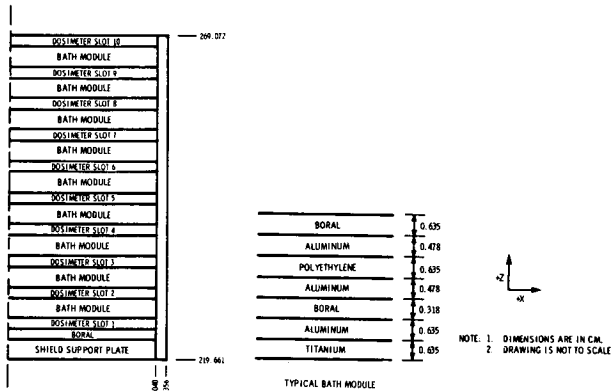 269.072
DOSIMETER SLOT 10
BATH MODULE
DOSIMETER SLOT 9
BATH MODULE
DOSIMETER SLOT 8
BATH MODULE
DOSIMETER SLOT 7
BATH MODULE
DOSIMETER SLOT 6
BATH MODULE
DOSIMETER SLOT 5
BATH MODULE
DOSIMETER SLOT 4
BATH MODULE
DOSIMETER SLOT 3
BATH MODULE
DOSIMETER SLOT 2
BATH MODULE
DOSIMETER SLOT 1
BORAL
SHIELD SUPPORT PLATE
219.661
BORAL 0.635
ALUMINUM 0.478
POLYETHYLENE 0.635
ALUMINUM 0.478
BORAL 0.318
ALUMINUM 0.635
TITANIUM 0.635
TYPICAL BATH MODULE
+Z
+X
NOTE: 1. DIMENSIONS ARE IN CM.
2. DRAWING IS NOT TO SCALE